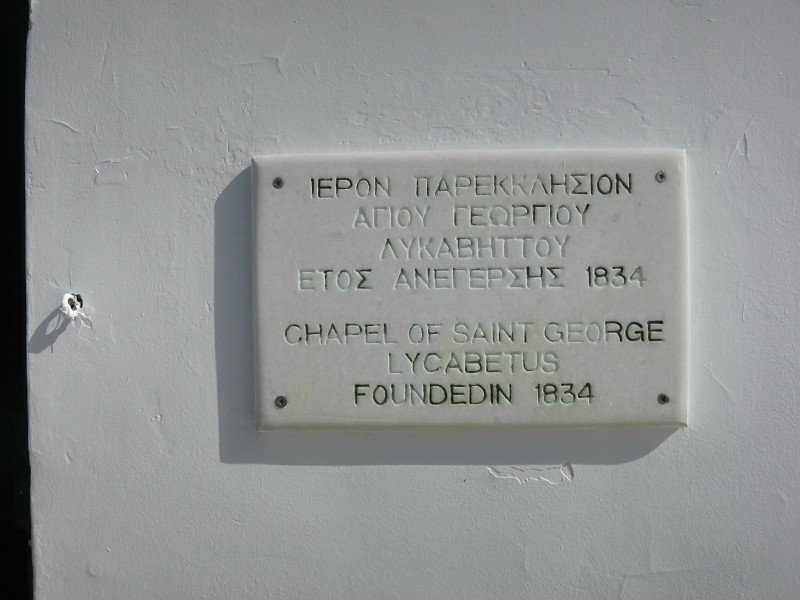 ΙΕΡΟΝ ΠΑΡΕΚΚΛΗΣΙΟΝ
ΑΓΙΟΥ ΓΕΩΡΓΙΟΥ
ΛΥΚΑΒΗΤΤΟΥ
ΕΤΟΣ ΑΝΕΓΕΡΣΗΣ 1834
CHAPEL OF SAINT GEORGE
LYCABETUS
FOUNDEDIN 1834